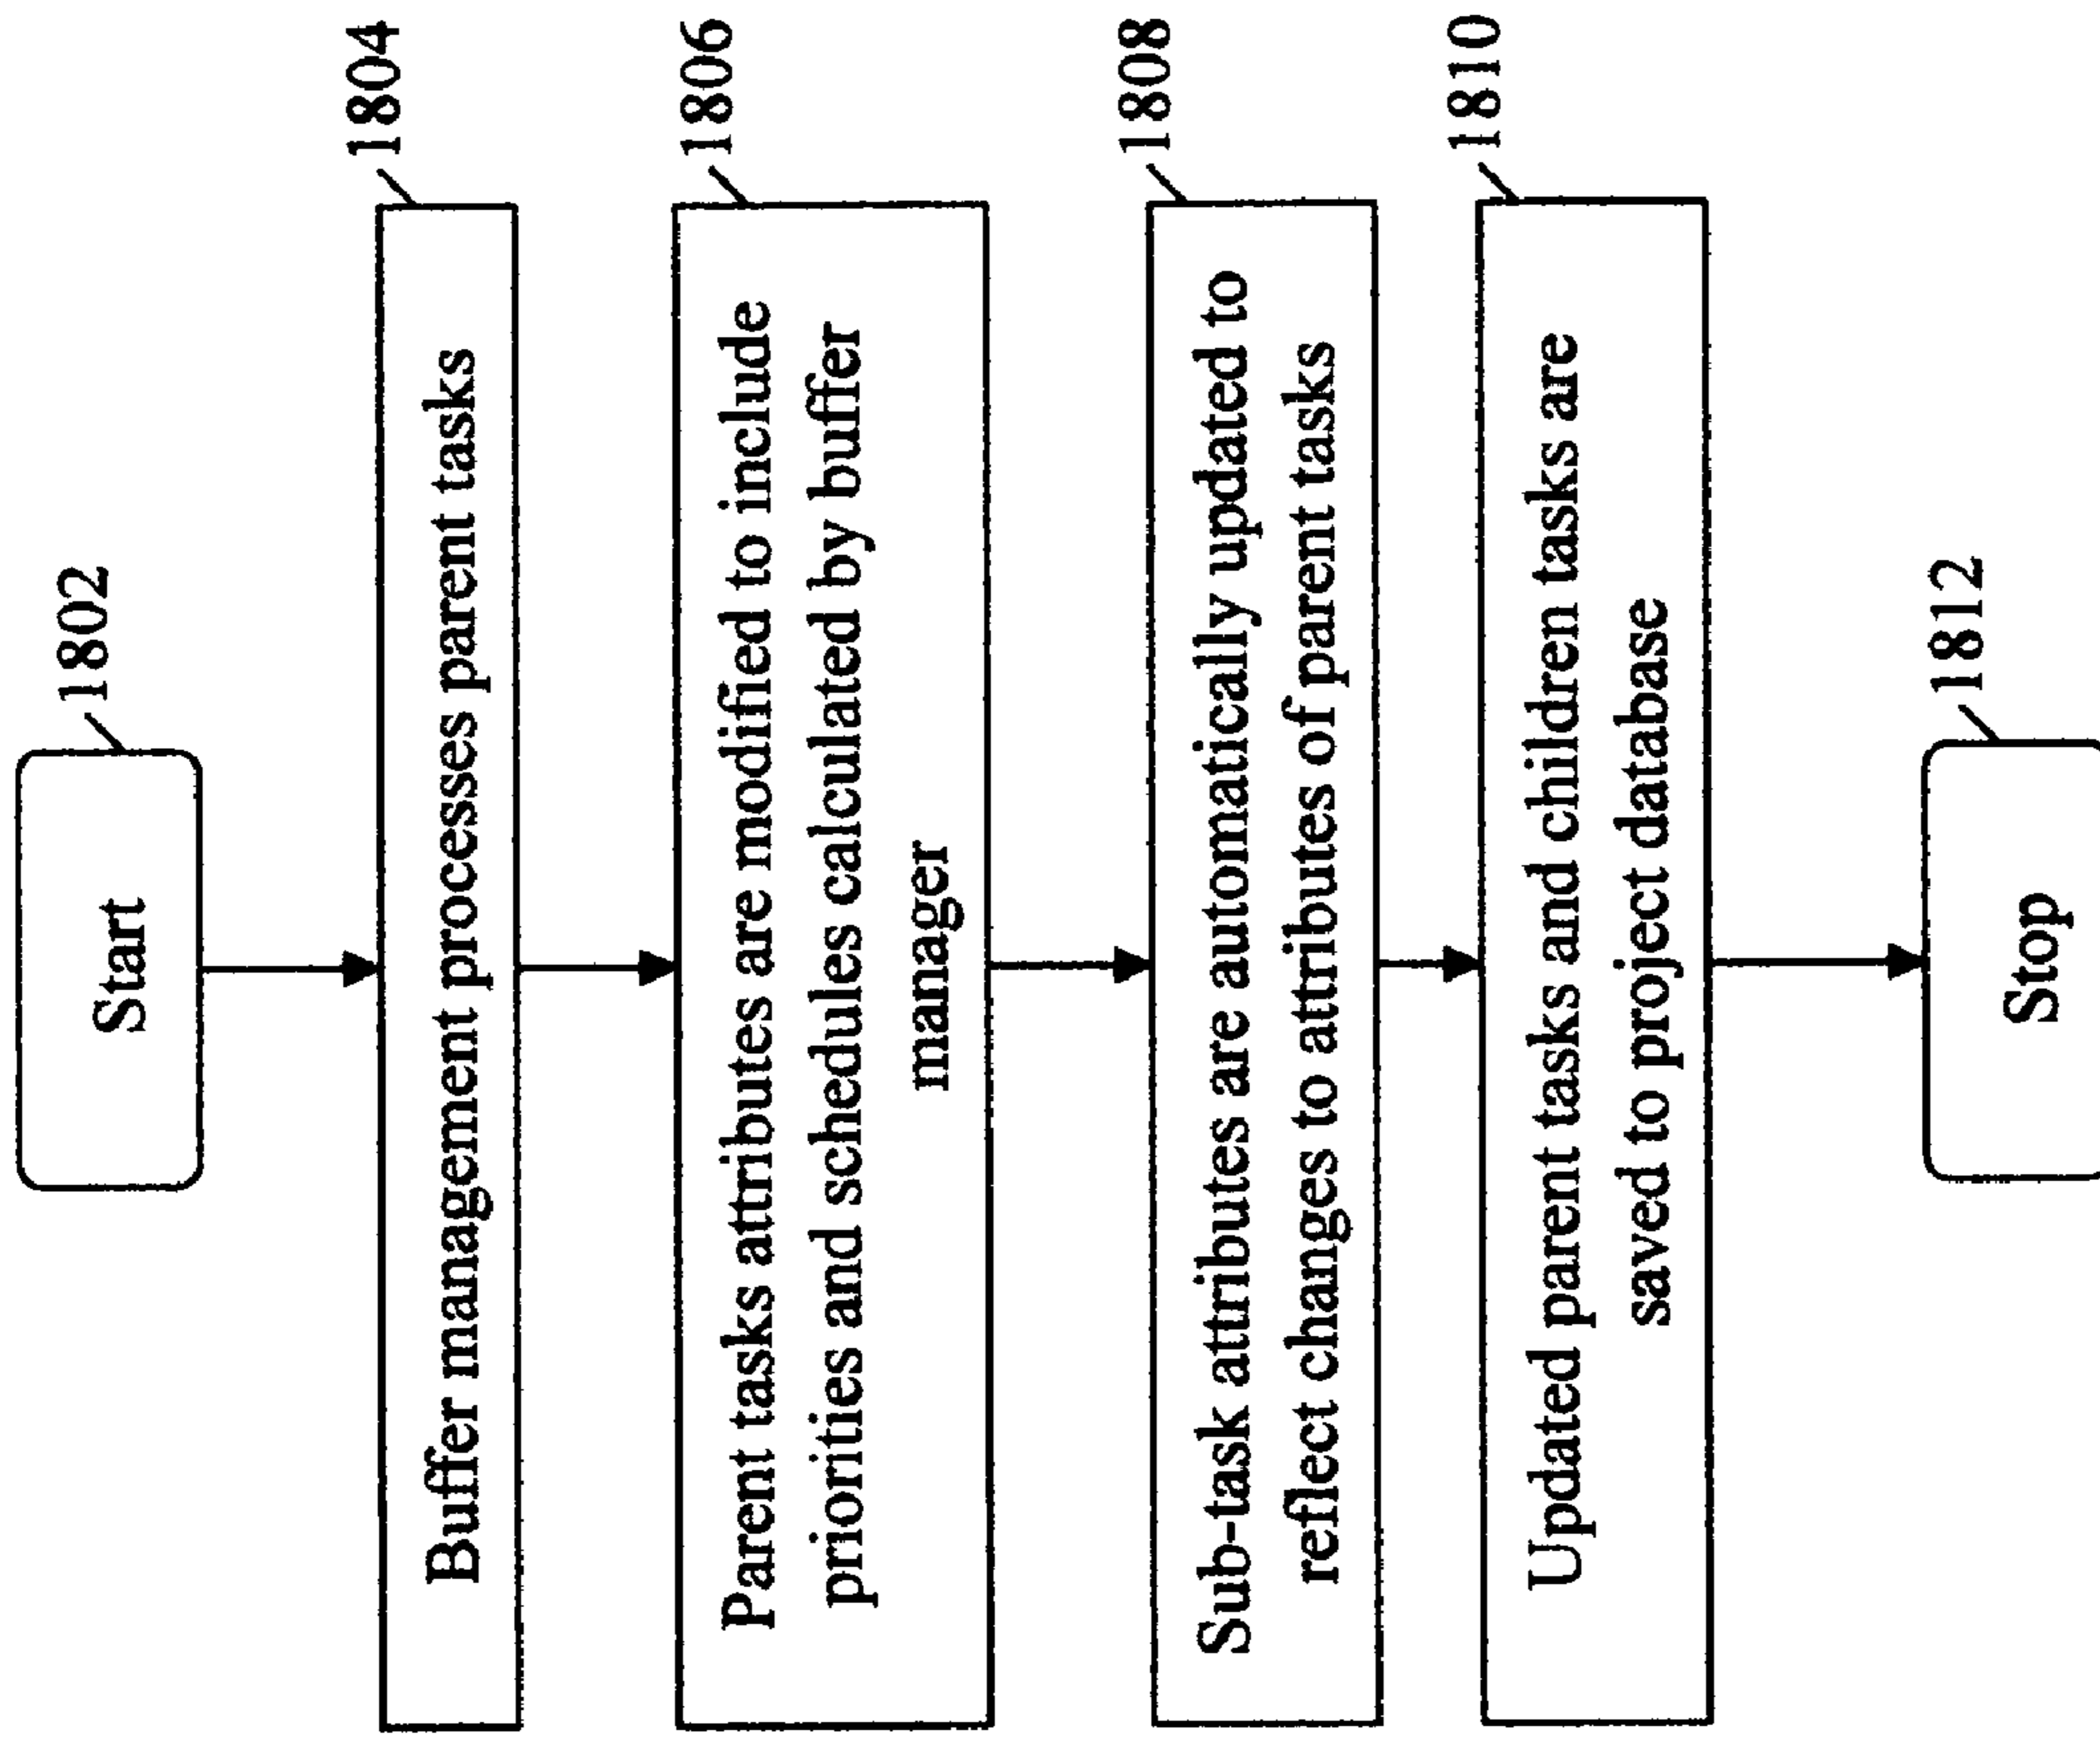 Start
1802
Buffer management processes parent tasks
1804
Parent tasks attributes are modified to include
priorities and schedules calculated by buffer
manager
1806
Sub-task attributes are automatically updated to
reflect changes to attributes of parent tasks
1808
Updated parent tasks and children tasks are
saved to project database
1810
Stop
1812